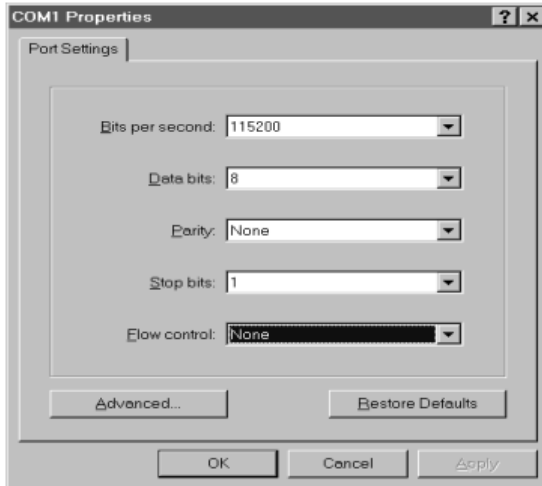 COM1 Properties
Port Settings
Bits per second: 115200
Data bits: 8
Parity: None
Stop bits: 1
Flow control: None
Advanced... Restore Defaults
OK Cancel Apply